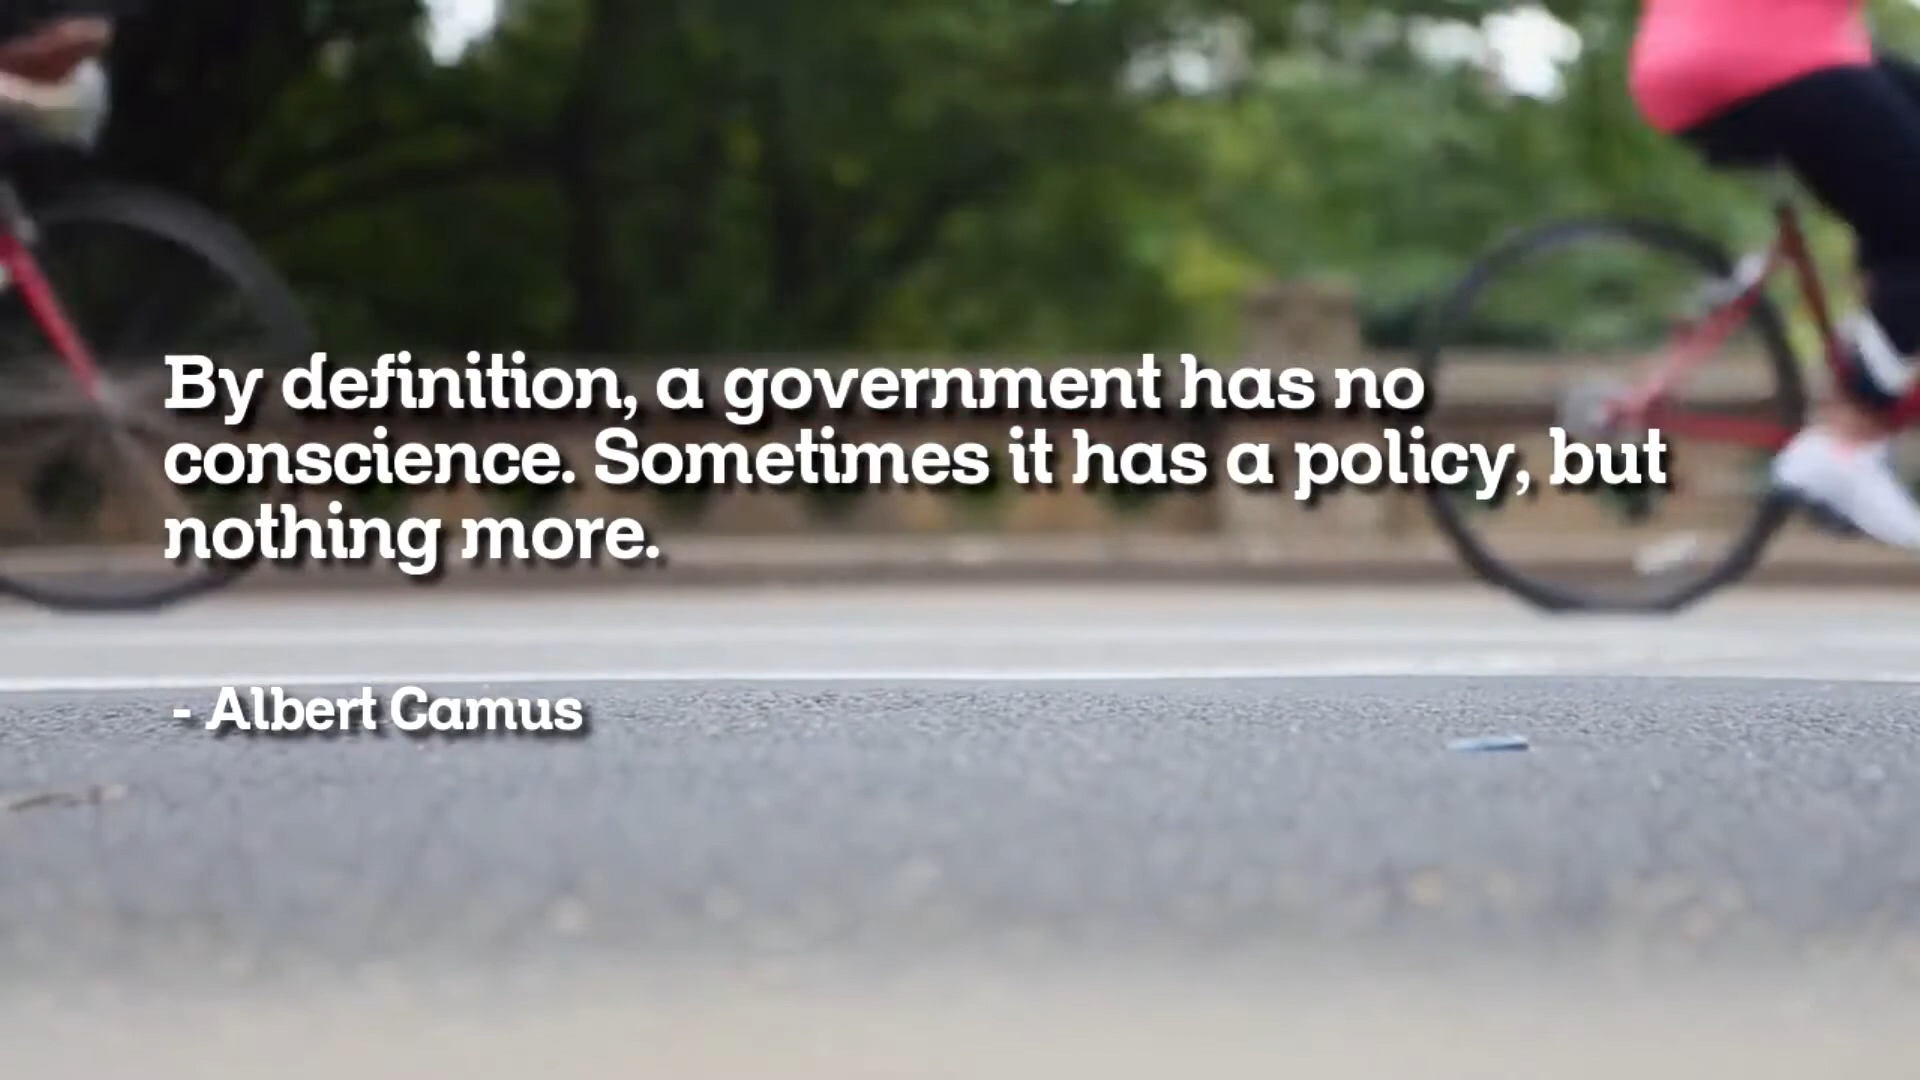 By definition, a government has no
conscience. Sometimes it has a policy, but
nothing more.
- Albert Camus